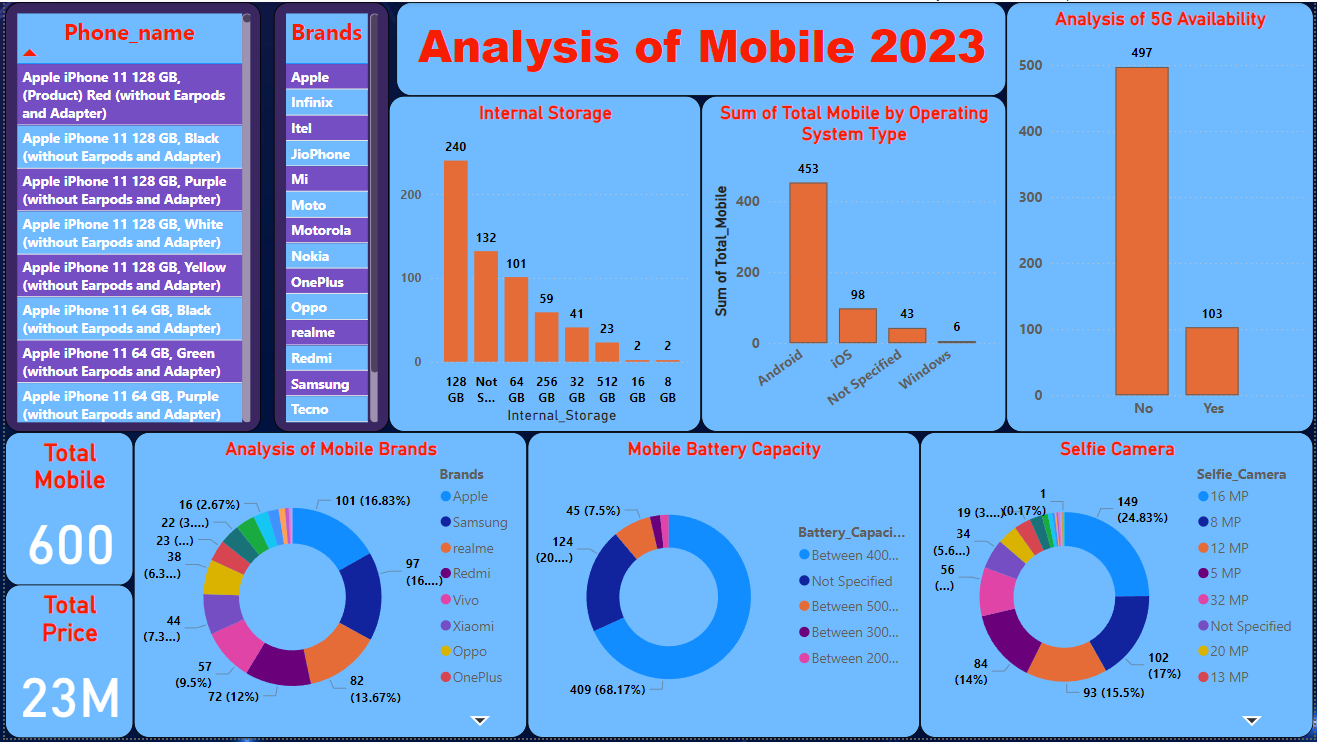 Phone_name
Apple iPhone 11 128 GB,
(Product) Red (without Earpods
and Adapter)
Apple iPhone 11 128 GB, Black
(without Earpods and Adapter)
Apple iPhone 11 128 GB, Purple
(without Earpods and Adapter)
Apple iPhone 11 128 GB, White
(without Earpods and Adapter)
Apple iPhone 11 128 GB, Yellow
(without Earpods and Adapter)
Apple iPhone 11 64 GB, Black
(without Earpods and Adapter)
Apple iPhone 11 64 GB, Green
(without Earpods and Adapter)
Apple iPhone 11 64 GB, Purple
(without Earpods and Adapter)
Brands
Apple
Infinix
Itel
JioPhone
Mi
Moto
Motorola
Nokia
OnePlus
Oppo
realme
Redmi
Samsung
Tecno
Analysis of Mobile 2023
Internal Storage
240
132
101
59
41
23
2
2
200
100
0
128
GB
Not
S...
64
GB
256
GB
32
GB
512
GB
16
GB
8
GB
Internal_Storage
Sum of Total Mobile by Operating
System Type
Sum of Total_Mobile
453
98
43
6
400
200
0
Android
iOS
Not Specified
Windows
Analysis of 5G Availability
497
103
500
400
300
200
100
0
No
Yes
Total
Mobile
600
Total
Price
23M
Analysis of Mobile Brands
101 (16.83%)
97
(16....)
82
(13.67%)
72 (12%)
57
(9.5%)
44
(7.3...)
38
(6.3...)
23 (...)
22 (3....)
16 (2.67%)
Brands
Apple
Samsung
realme
Redmi
Vivo
Xiaomi
Oppo
OnePlus
Mobile Battery Capacity
45 (7.5%)
124
(20....)
409 (68.17%)
Battery_Capaci...
Between 400...
Not Specified
Between 500...
Between 300...
Between 200...
Selfie Camera
149
(24.83%)
102
(17%)
93 (15.5%)
84
(14%)
56
(...)
34
(5.6...)
19 (3....)
1
(0.17%)
Selfie_Camera
16 MP
8 MP
12 MP
5 MP
32 MP
Not Specified
20 MP
13 MP